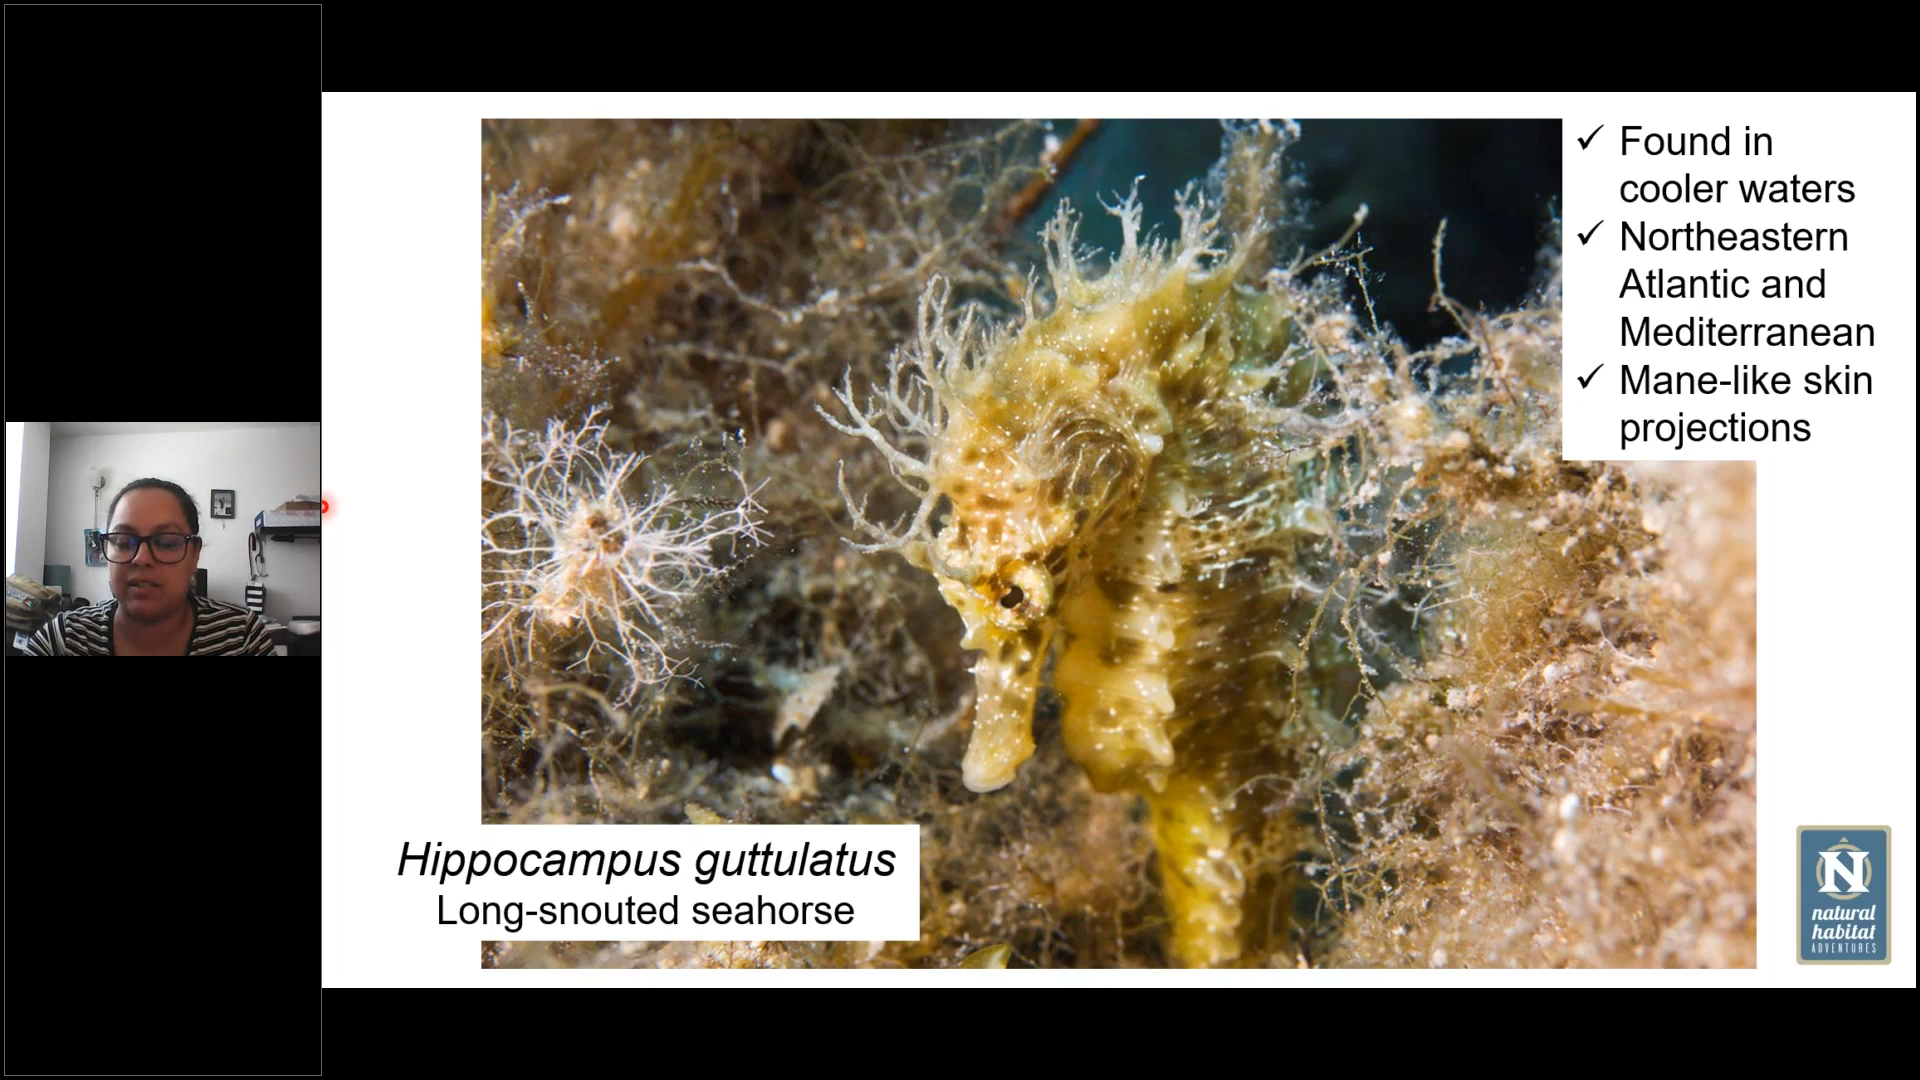 ✓ Found in
cooler waters
✓ Northeastern
Atlantic and
Mediterranean
✓ Mane-like skin
projections
Hippocampus guttulatus
Long-snouted seahorse
N
natural
habitat
ADVENTURES